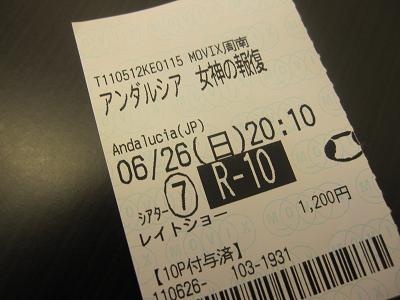 T110512KE0115 MOVIX周南
アンダルシア 女神の報復
Andalucia(JP)
06/26(日)20:10
シアター 7 R-10
レイトショー 1,200円
【10P付与済】
110626- 103-1931